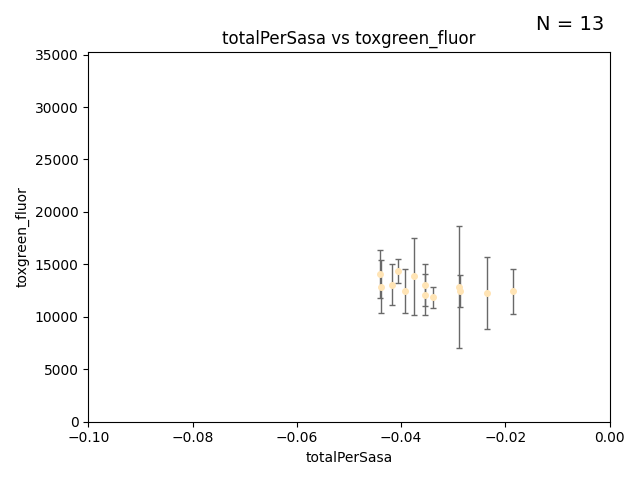 N = 13
totalPerSasa vs toxgreen_fluor
35000
30000
25000
20000
15000
10000
5000
0
toxgreen_fluor
−0.10 −0.08 −0.06 −0.04 −0.02 0.00
totalPerSasa